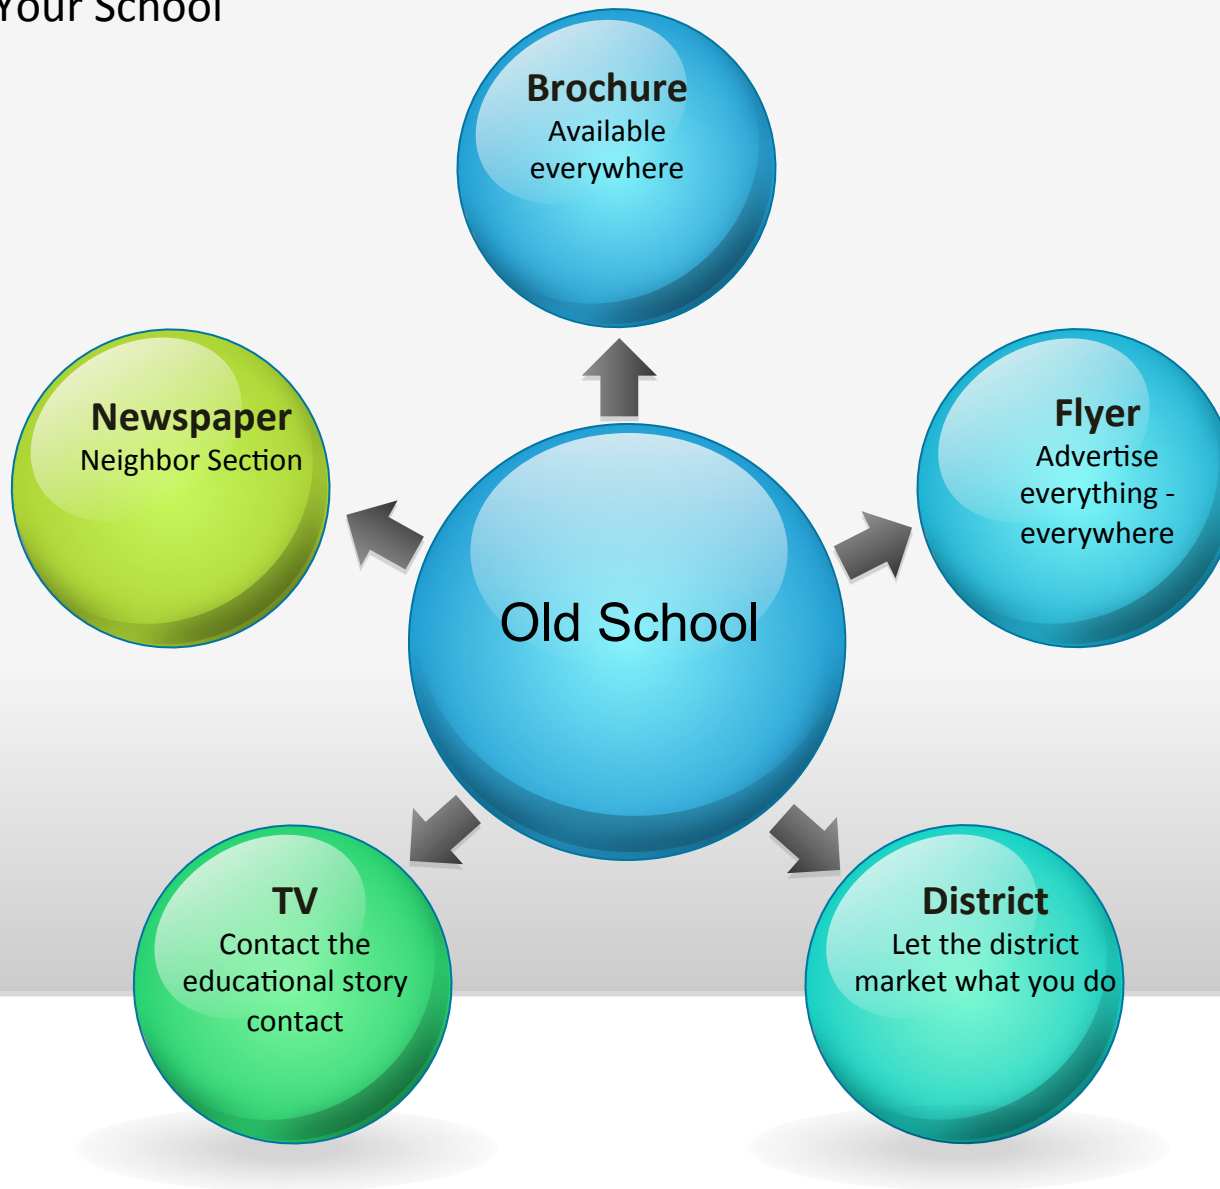 Your School
Brochure
Available
everywhere
Newspaper
Neighbor Section
Flyer
Advertise
everything -
everywhere
Old School
TV
Contact the
educational story
contact
District
Let the district
market what you do